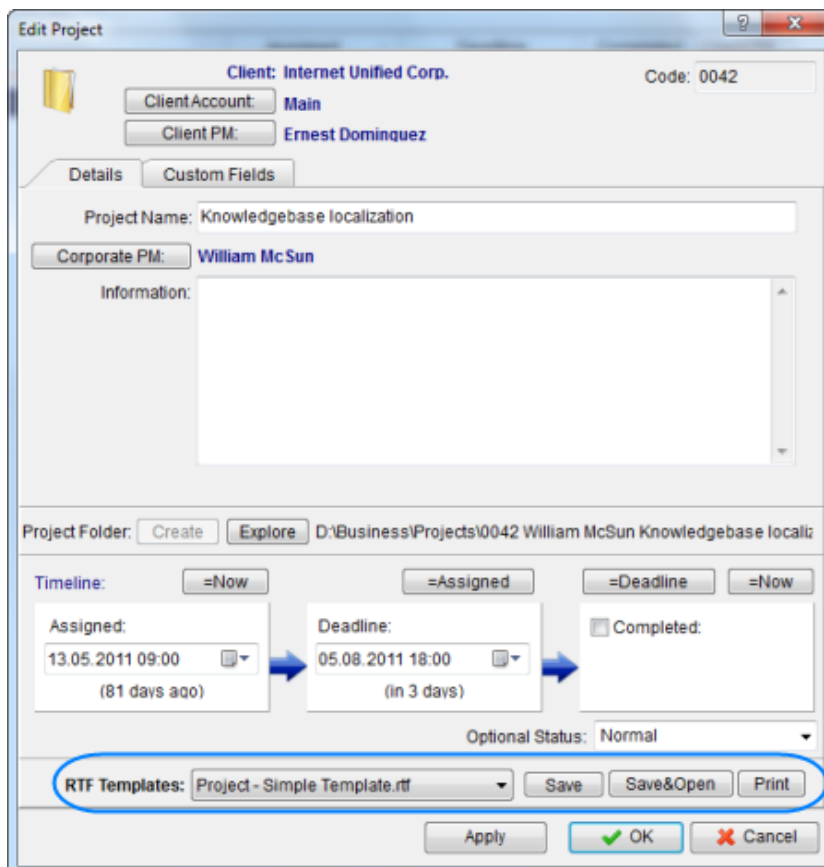 Edit Project
?
Client: Internet Unified Corp.
Code: 0042
Client Account: Main
Client PM: Ernest Dominquez
Details Custom Fields
Project Name: Knowledgebase localization
Corporate PM: William McSun
Information:
Project Folder: Create Explore D:\Business\Projects\0042 William McSun Knowledgebase localiz
Timeline: =Now =Assigned =Deadline =Now
Assigned: Deadline: Completed:
13.05.2011 09:00 05.08.2011 18:00
(81 days ago) (in 3 days)
Optional Status: Normal
RTF Templates: Project - Simple Template.rtf Save Save&Open Print
Apply OK Cancel